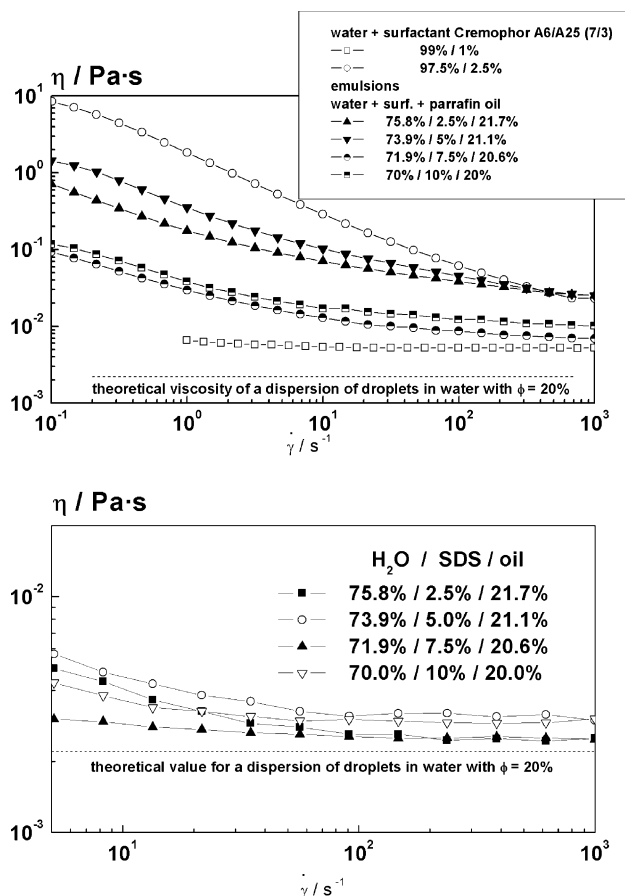 water + surfactant Cremophor A6/A25 (7/3)
99% / 1%
97.5% / 2.5%
emulsions
water + surf. + parrafin oil
75.8% / 2.5% / 21.7%
73.9% / 5% / 21.1%
71.9% / 7.5% / 20.6%
70% / 10% / 20%
η / Pa·s
10¹
10⁰
10⁻¹
10⁻²
10⁻³
theoretical viscosity of a dispersion of droplets in water with ϕ = 20%
10⁻¹ 10⁰ 10¹ 10² 10³
γ̇ / s⁻¹
η / Pa·s
H₂O / SDS / oil
75.8% / 2.5% / 21.7%
73.9% / 5.0% / 21.1%
71.9% / 7.5% / 20.6%
70.0% / 10% / 20.0%
10⁻²
theoretical value for a dispersion of droplets in water with ϕ = 20%
10⁻³
10¹ 10² 10³
γ̇ / s⁻¹